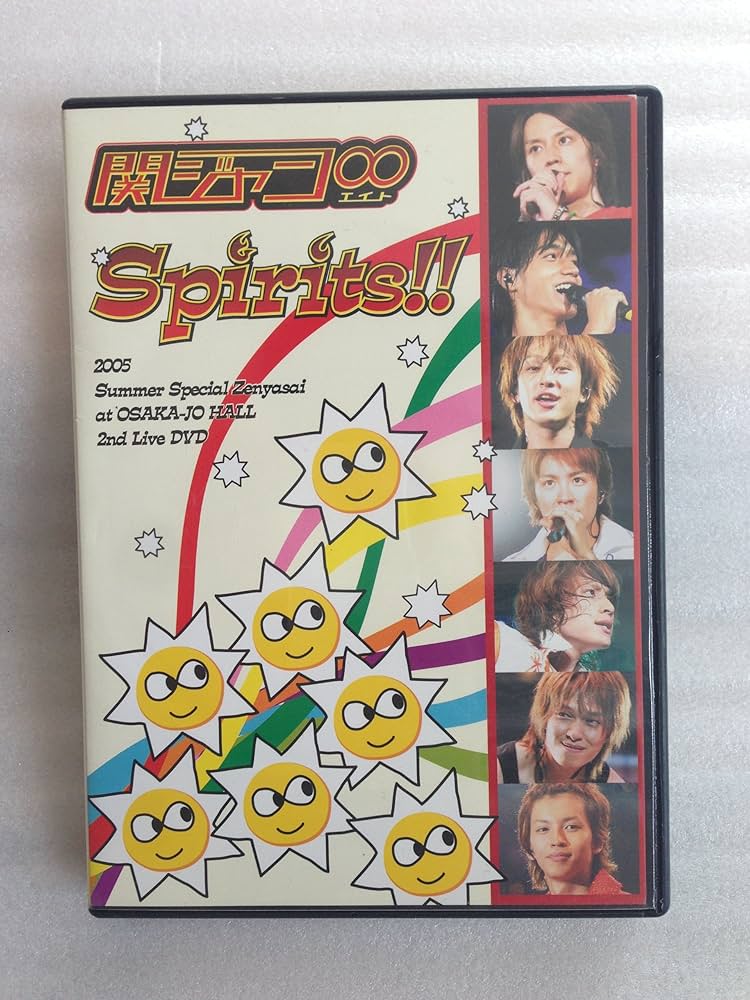 関ジャニ∞
エイト
Spirits!!
2005
Summer Special Zenyasai
at OSAKA-JO HALL
2nd Live DVD